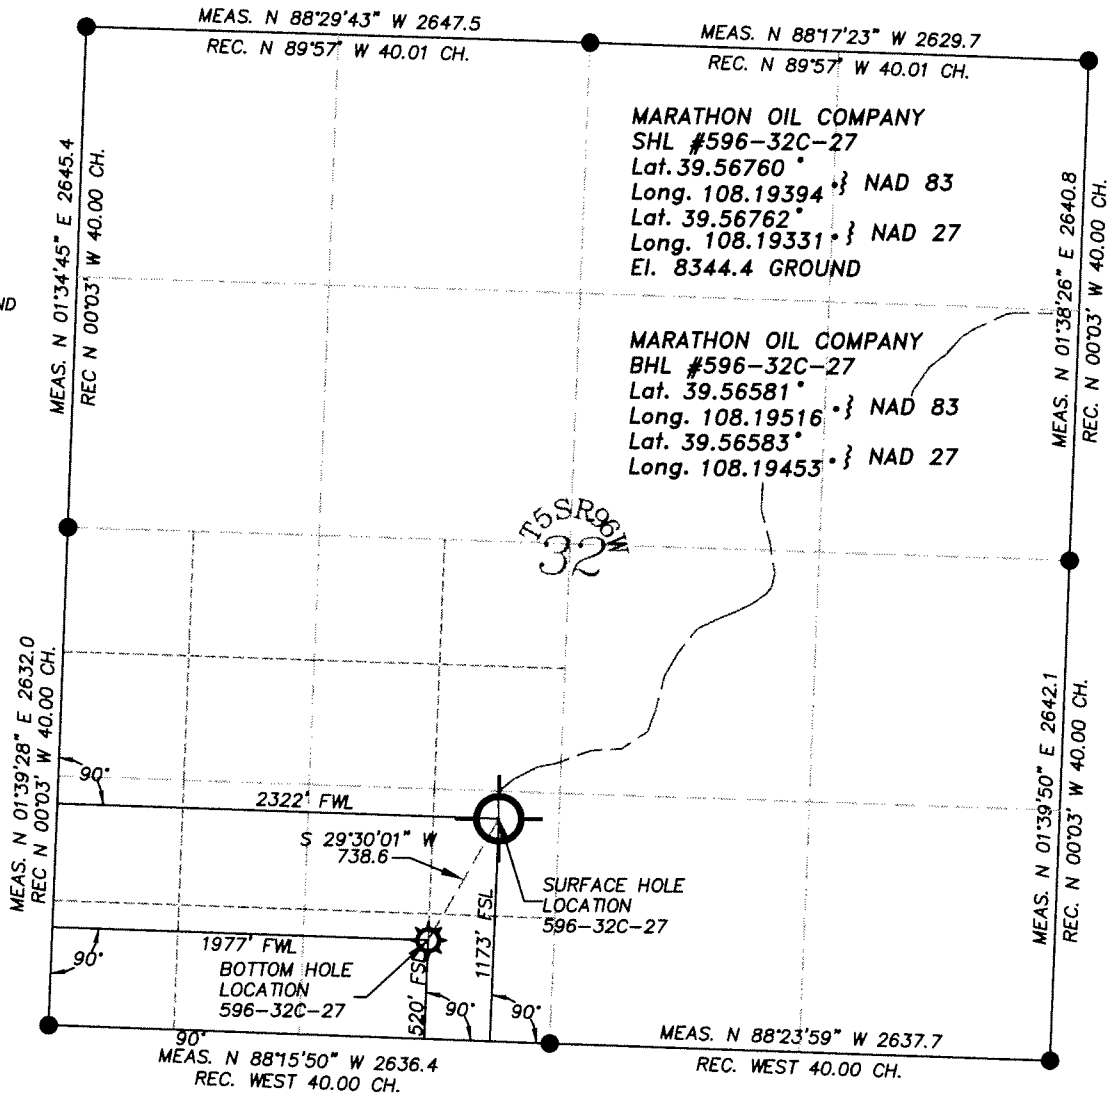 MEAS. N 88°29'43" W 2647.5
REC. N 89°57' W 40.01 CH.
MEAS. N 88°17'23" W 2629.7
REC. N 89°57' W 40.01 CH.
MARATHON OIL COMPANY
SHL #596-32C-27
Lat. 39.56760 °
Long. 108.19394 ° } NAD 83
Lat. 39.56762 °
Long. 108.19331 ° } NAD 27
El. 8344.4 GROUND
MEAS. N 01°34'45" E 2645.4
REC N 00°03' W 40.00 CH.
MEAS. N 01°38'26" E 2640.8
REC. N 00°03' W 40.00 CH.
ND
MARATHON OIL COMPANY
BHL #596-32C-27
Lat. 39.56581 °
Long. 108.19516 ° } NAD 83
Lat. 39.56583 °
Long. 108.19453 ° } NAD 27
T5SR96W
32
MEAS. N 01°39'28" E 2632.0
REC N 00°03' W 40.00 CH.
MEAS. N 01°39'50" E 2642.1
REC. N 00°03' W 40.00 CH.
90°
2322' FWL
S 29°30'01" W
738.6
SURFACE HOLE
LOCATION
596-32C-27
1173' FSL
1977' FWL
90°
BOTTOM HOLE
LOCATION
596-32C-27
520' FSL
90°
90°
90°
MEAS. N 88°15'50" W 2636.4
REC. WEST 40.00 CH.
MEAS. N 88°23'59" W 2637.7
REC. WEST 40.00 CH.